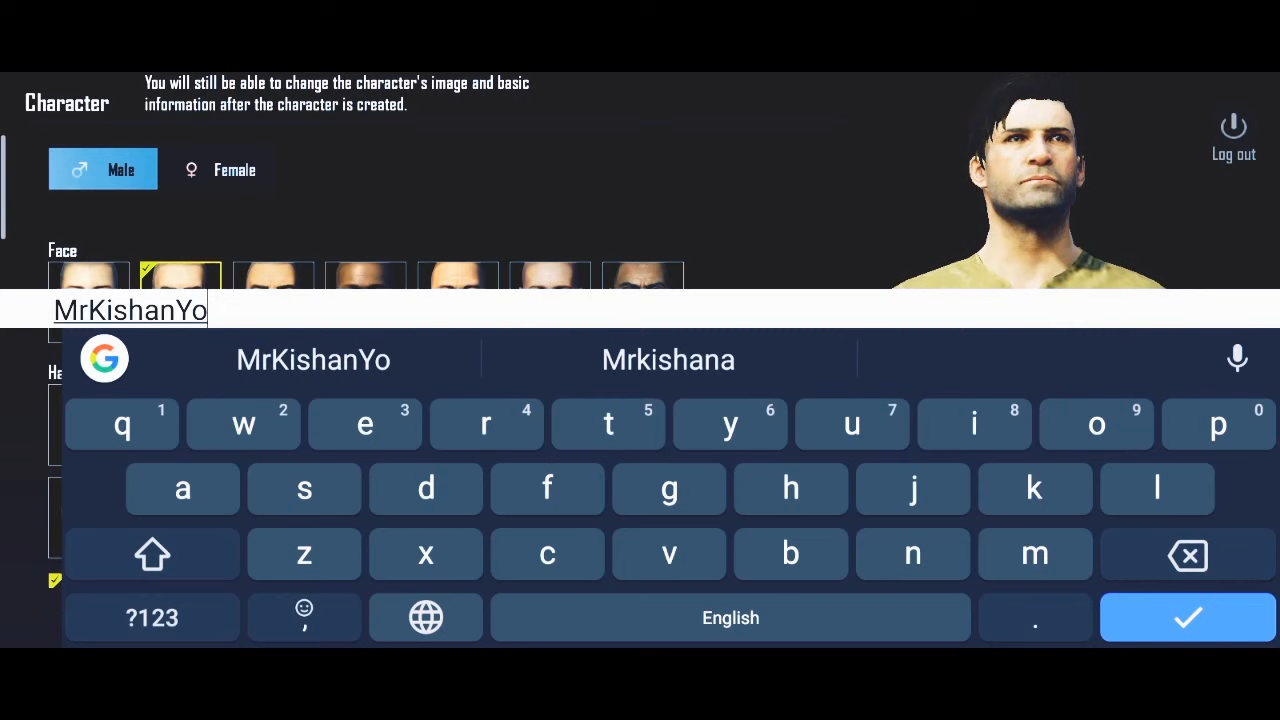 You will still be able to change the character's image and basic
information after the character is created.
Character
Log out
Male
Female
Face
MrKishanYo
MrKishanYo Mrkishana
q 1 w 2 e 3 r 4 t 5 y 6 u 7 i 8 o 9 p 0
a s d f g h j k l
z x c v b n m
?123 , English .